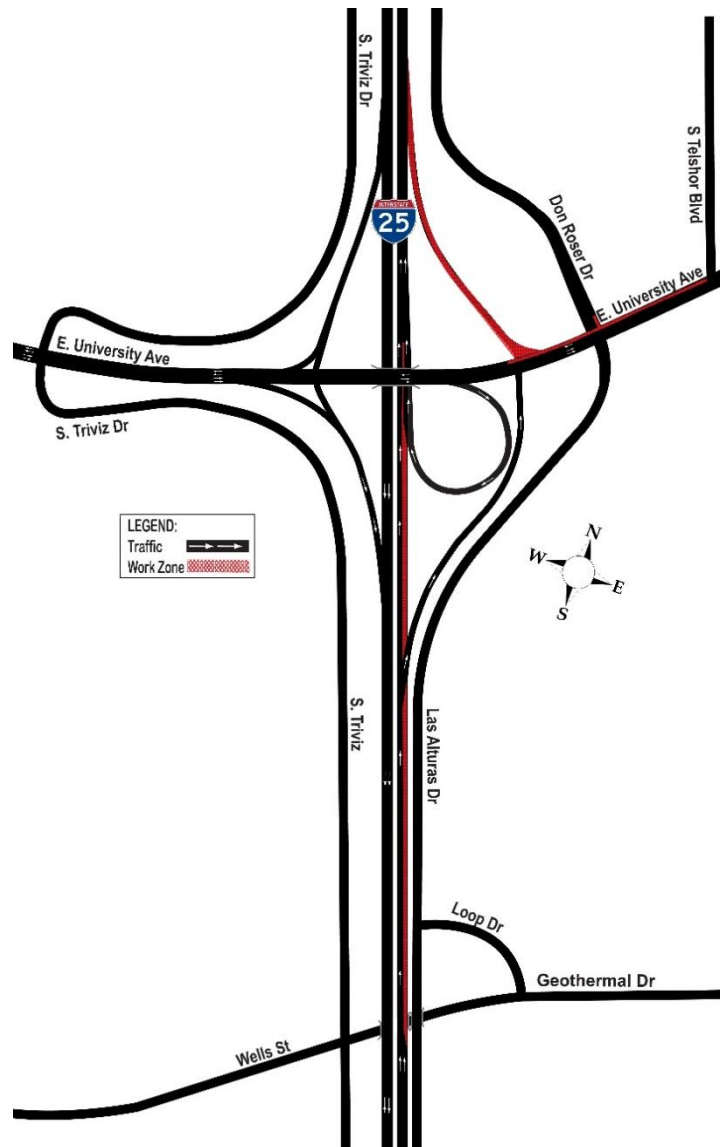 S. Triviz Dr
S Telshor Blvd
INTERSTATE
25
Don Roser Dr
E. University Ave
E. University Ave
S. Triviz Dr
LEGEND:
Traffic
Work Zone
N
W
E
S
S. Triviz
Las Alturas Dr
Loop Dr
Geothermal Dr
Wells St